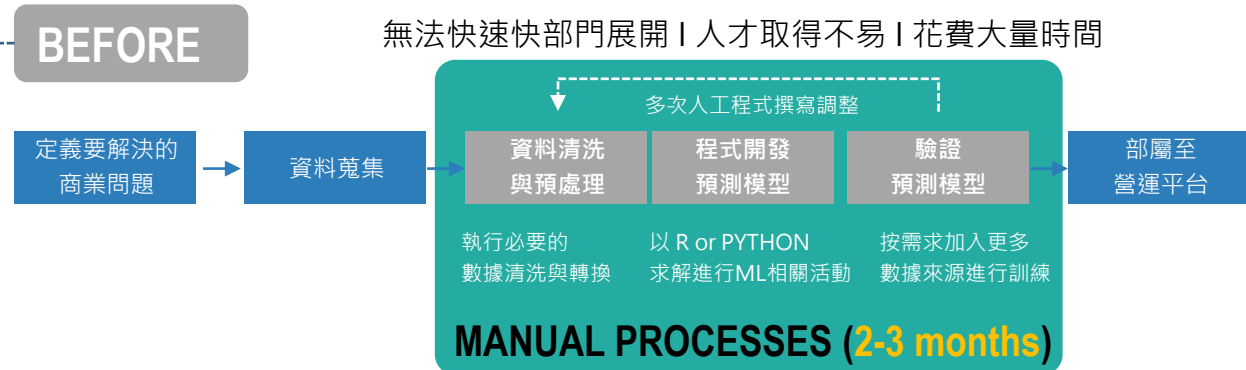 BEFORE
無法快速快部門展開 I 人才取得不易 I 花費大量時間
多次人工程式撰寫調整
定義要解決的
商業問題
資料蒐集
資料清洗
與預處理
程式開發
預測模型
驗證
預測模型
部屬至
營運平台
執行必要的
數據清洗與轉換
以 R or PYTHON
求解進行ML相關活動
按需求加入更多
數據來源進行訓練
MANUAL PROCESSES (2-3 months)